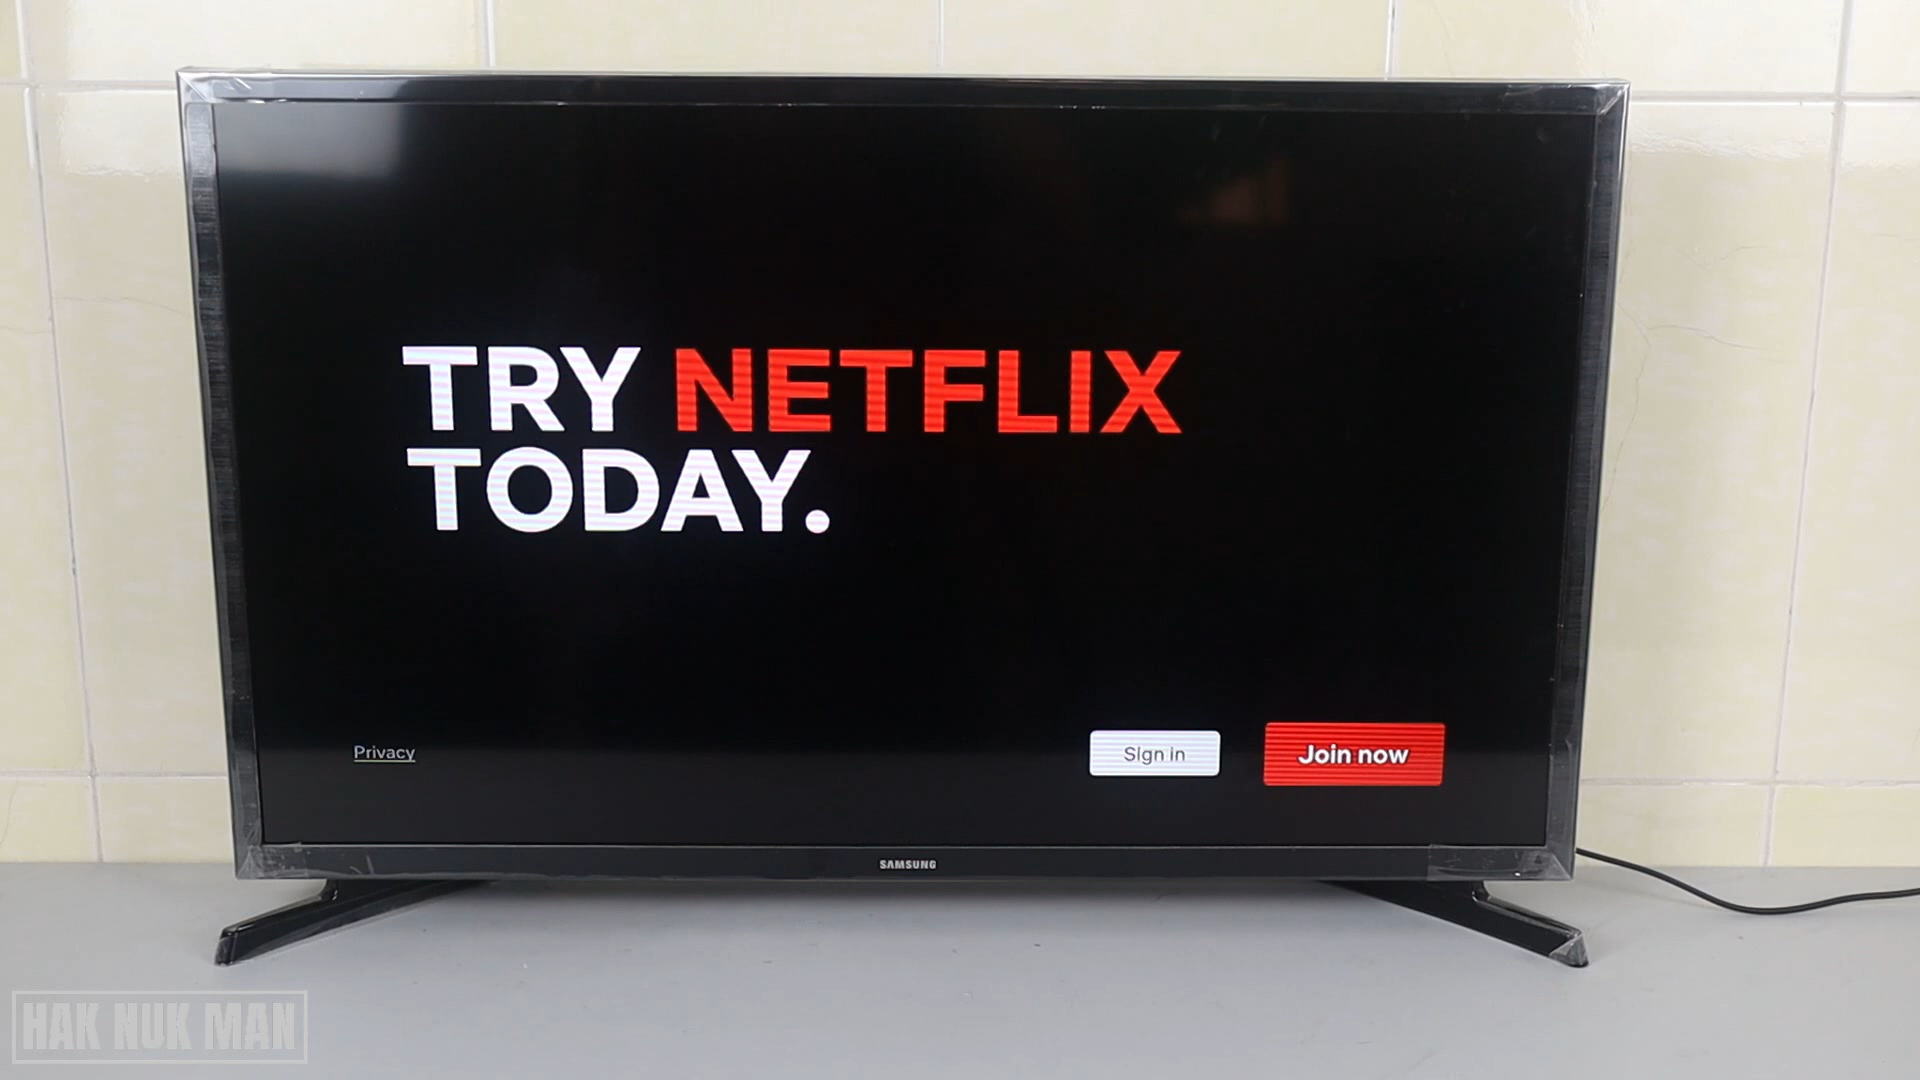 TRY NETFLIX
TODAY.
Privacy
Sign in
Join now
SAMSUNG
HAK NUK MAN